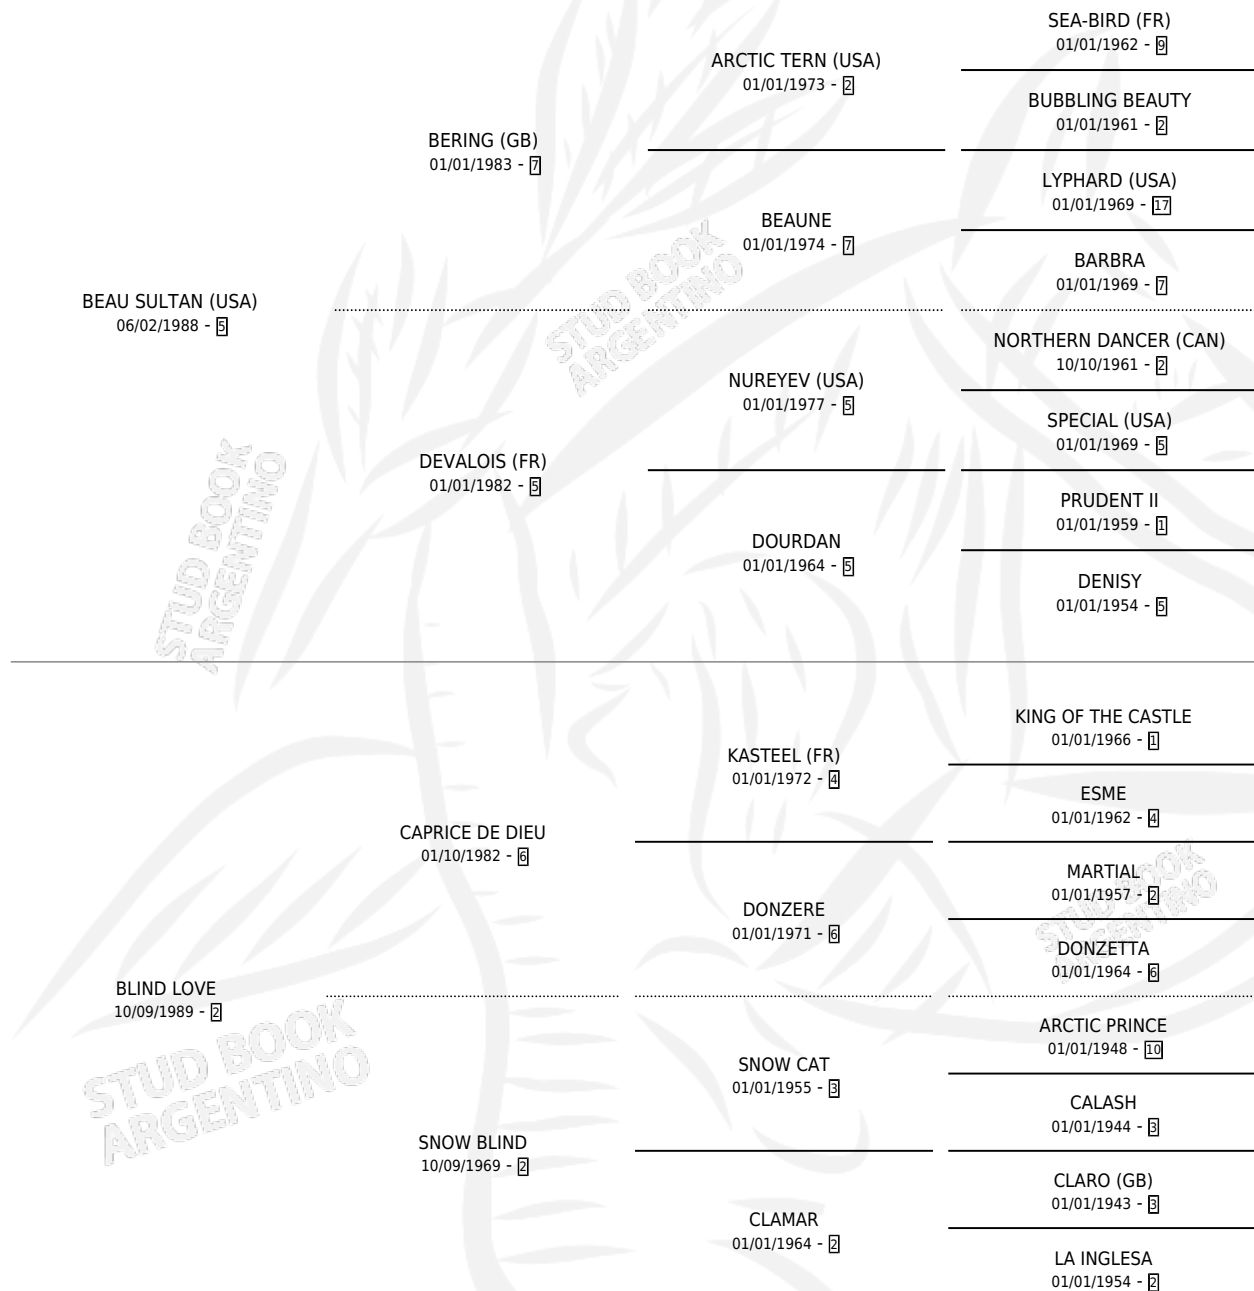 SEA-BIRD (FR)
01/01/1962 - 9
ARCTIC TERN (USA)
01/01/1973 - 2
BUBBLING BEAUTY
01/01/1961 - 2
BERING (GB)
01/01/1983 - 7
LYPHARD (USA)
01/01/1969 - 17
BEAUNE
01/01/1974 - 7
BARBRA
01/01/1969 - 7
BEAU SULTAN (USA)
06/02/1988 - 5
STUD BOOK
ARGENTINO
NORTHERN DANCER (CAN)
10/10/1961 - 2
NUREYEV (USA)
01/01/1977 - 5
SPECIAL (USA)
01/01/1969 - 5
DEVALOIS (FR)
01/01/1982 - 5
PRUDENT II
01/01/1959 - 1
DOURDAN
01/01/1964 - 5
DENISY
01/01/1954 - 5
STUD BOOK
ARGENTINO
KING OF THE CASTLE
01/01/1966 - 1
KASTEEL (FR)
01/01/1972 - 4
ESME
01/01/1962 - 4
CAPRICE DE DIEU
01/10/1982 - 6
MARTIAL
01/01/1957 - 2
DONZERE
01/01/1971 - 6
DONZETTA
01/01/1964 - 6
STUD BOOK
ARGENTINO
BLIND LOVE
10/09/1989 - 2
ARCTIC PRINCE
01/01/1948 - 10
SNOW CAT
01/01/1955 - 3
CALASH
01/01/1944 - 3
STUD BOOK
ARGENTINO
SNOW BLIND
10/09/1969 - 2
CLARO (GB)
01/01/1943 - 3
CLAMAR
01/01/1964 - 2
LA INGLESA
01/01/1954 - 2